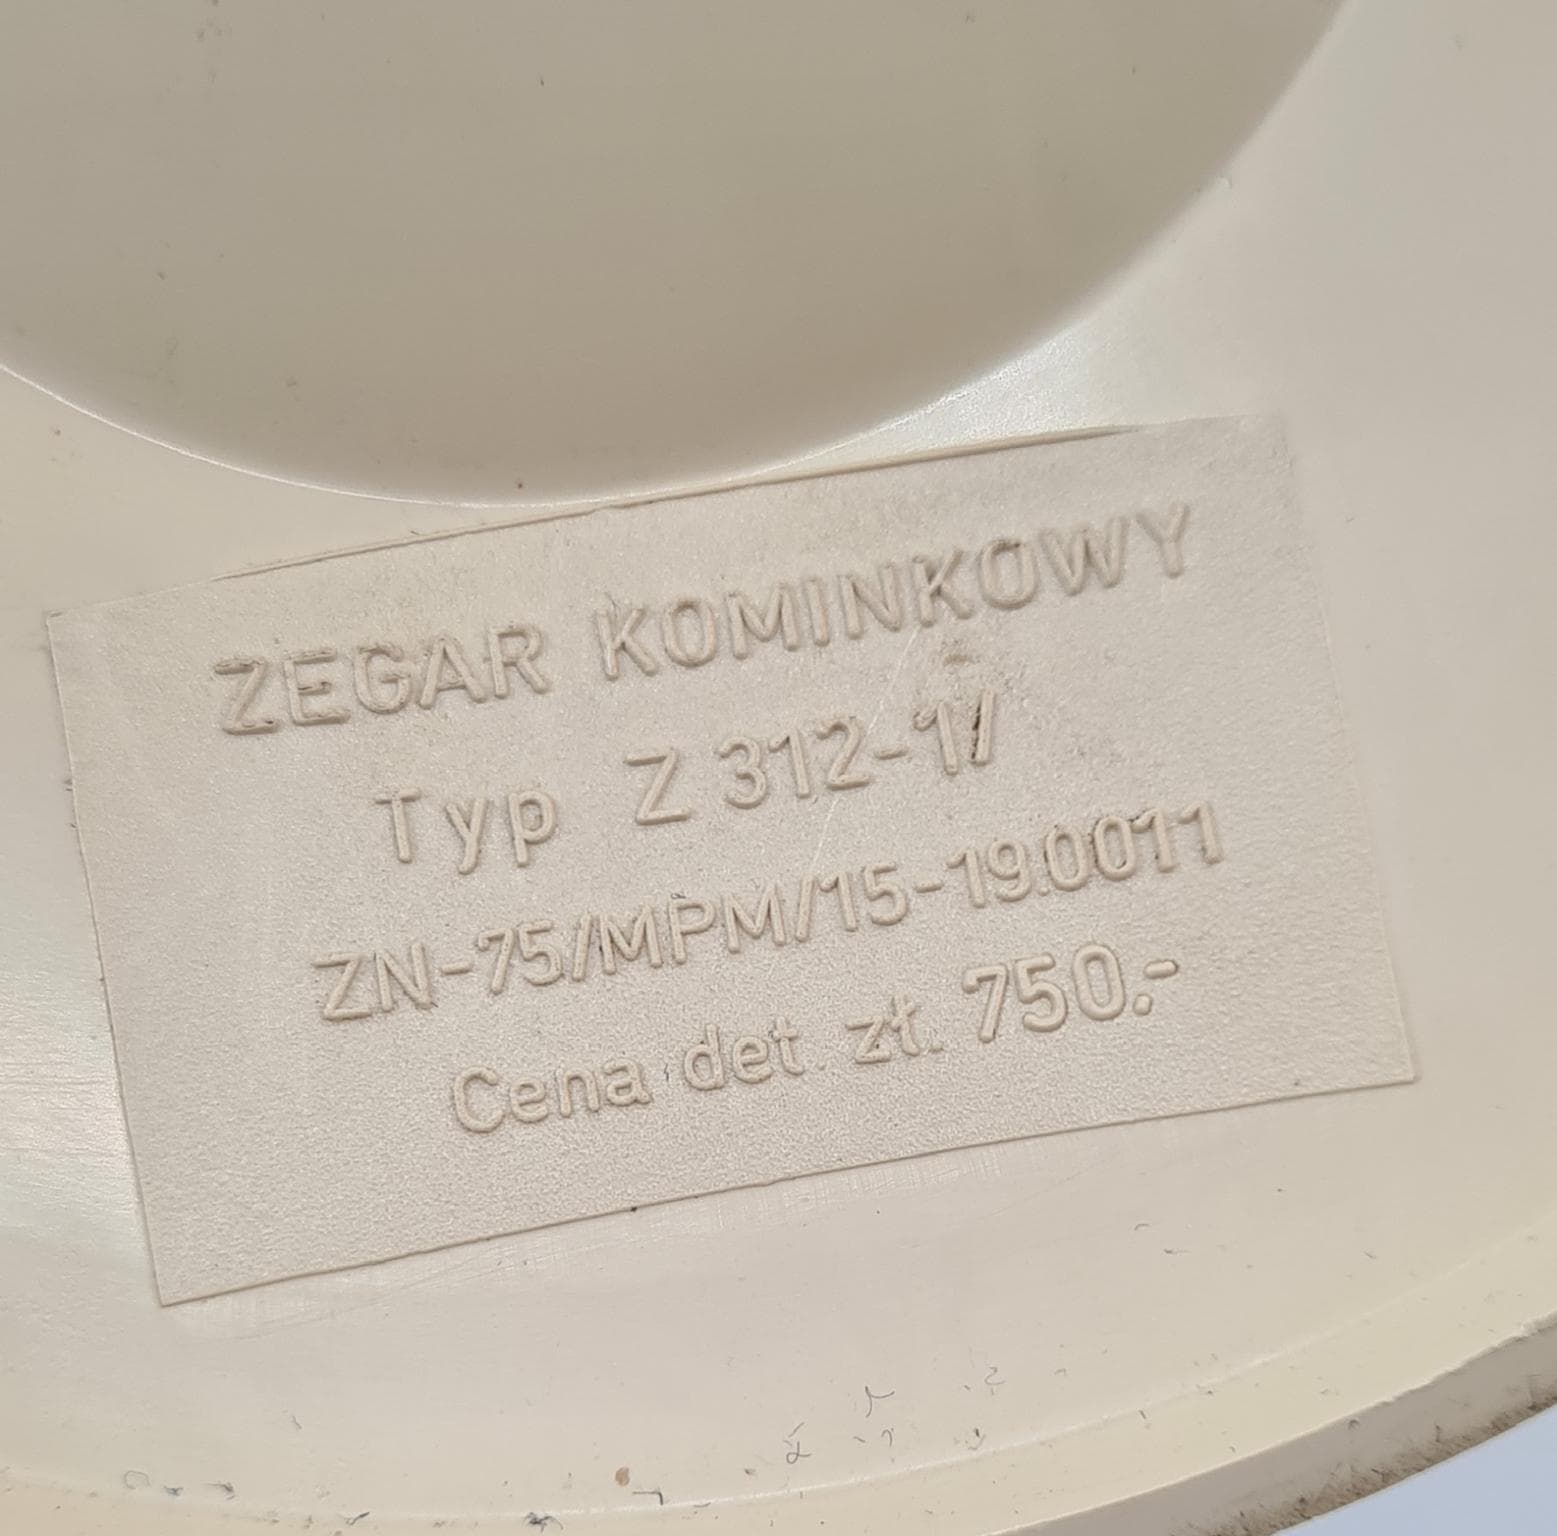 ZEGAR KOMINKOWY
Typ Z 312-1/
ZN-75/MPM/15-19.0011
Cena det. zł. 750.-